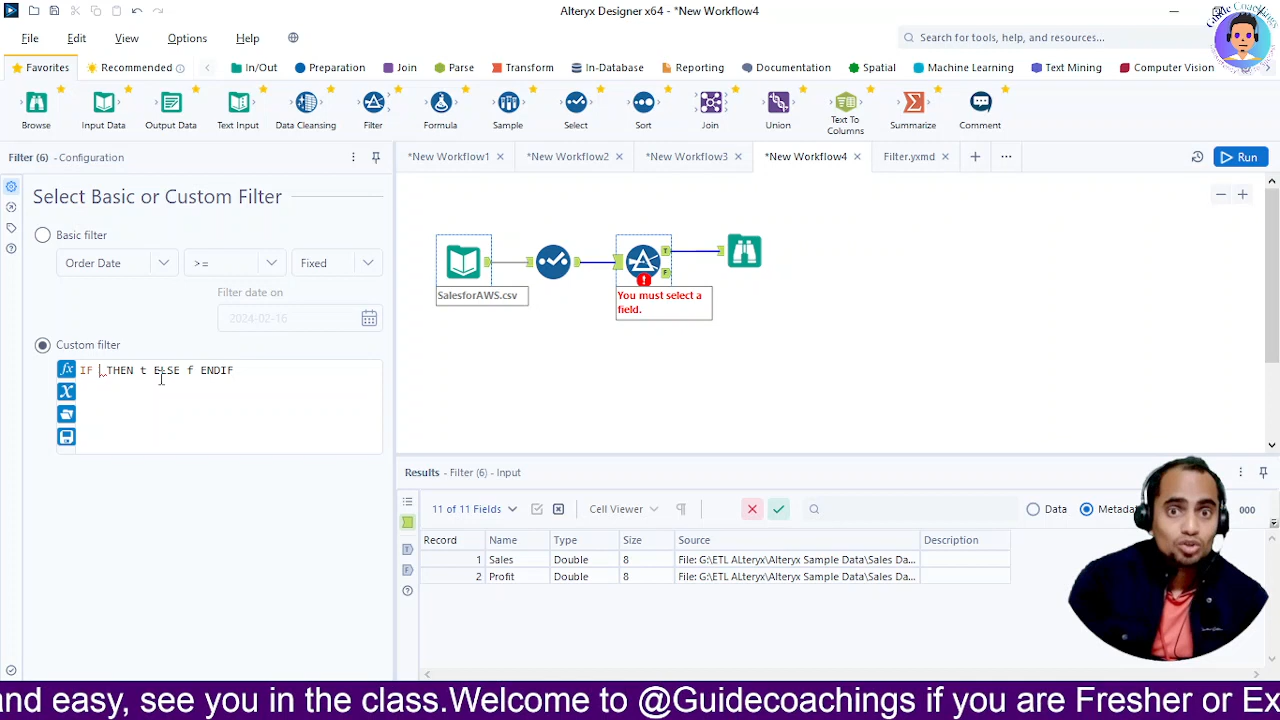 Alteryx Designer x64 - *New Workflow4
Guide Coachings
File Edit View Options Help
Search for tools, help, and resources...
Favorites Recommended In/Out Preparation Join Parse Transform In-Database Reporting Documentation Spatial Machine Learning Text Mining Computer Vision
Browse Input Data Output Data Text Input Data Cleansing Filter Formula Sample Select Sort Join Union Text To Columns Summarize Comment
Filter (6) - Configuration
*New Workflow1 *New Workflow2 *New Workflow3 *New Workflow4 Filter.yxmd
Run
Select Basic or Custom Filter
Basic filter
Order Date >= Fixed
Filter date on
2024-02-16
Custom filter
IF THEN t ELSE f ENDIF
T
F
SalesforAWS.csv
You must select a
field.
Results - Filter (6) - Input
11 of 11 Fields Cell Viewer Data 000
Record Name Type Size Source Description
1 Sales Double 8 File: G:\ETL ALteryx\Alteryx Sample Data\Sales Da...
2 Profit Double 8 File: G:\ETL ALteryx\Alteryx Sample Data\Sales Da...
and easy, see you in the class.Welcome to @Guidecoachings if you are Fresher or Ex